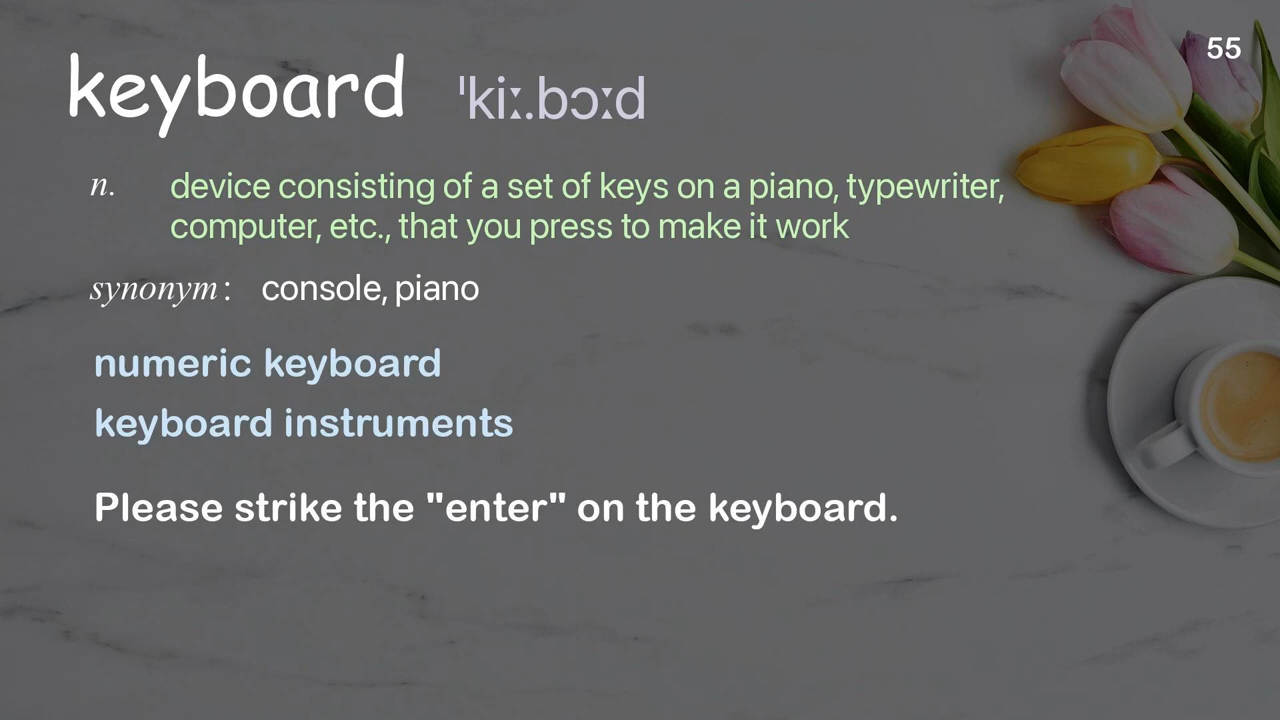 55
keyboard ˈkiː.bɔːd
n. device consisting of a set of keys on a piano, typewriter,
computer, etc., that you press to make it work
synonym: console, piano
numeric keyboard
keyboard instruments
Please strike the "enter" on the keyboard.